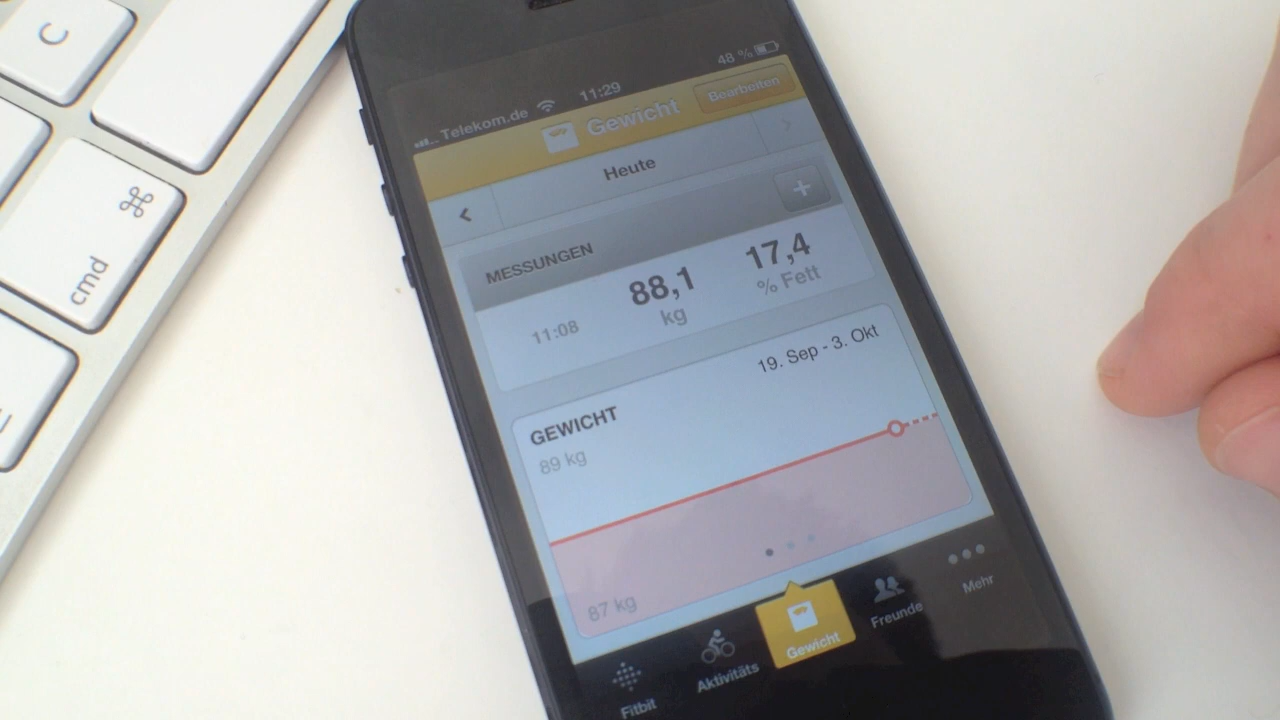 C
⌘
cmd
Telekom.de 11:29 48 %
Gewicht Bearbeiten
Heute
MESSUNGEN +
11:08 88,1 kg 17,4 % Fett
19. Sep - 3. Okt
GEWICHT
89 kg
87 kg
Fitbit Aktivitäts Gewicht Freunde Mehr